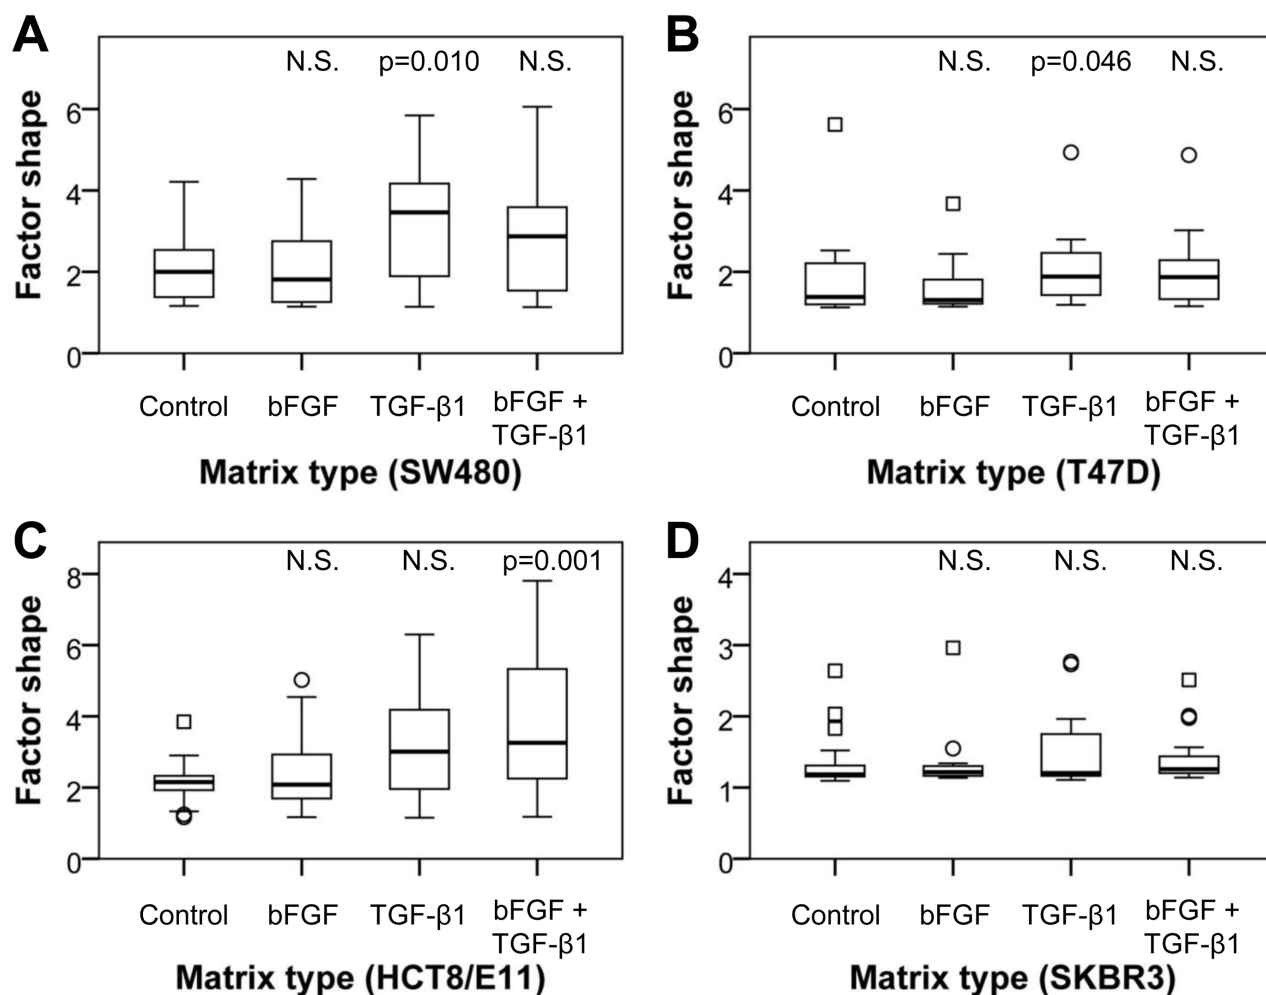 A
N.S. p=0.010 N.S.
Factor shape
6
4
2
0
Control bFGF TGF-β1 bFGF +
TGF-β1
Matrix type (SW480)
B
N.S. p=0.046 N.S.
Factor shape
6
4
2
0
Control bFGF TGF-β1 bFGF +
TGF-β1
Matrix type (T47D)
C
N.S. N.S. p=0.001
Factor shape
8
6
4
2
0
Control bFGF TGF-β1 bFGF +
TGF-β1
Matrix type (HCT8/E11)
D
N.S. N.S. N.S.
Factor shape
4
3
2
1
0
Control bFGF TGF-β1 bFGF +
TGF-β1
Matrix type (SKBR3)